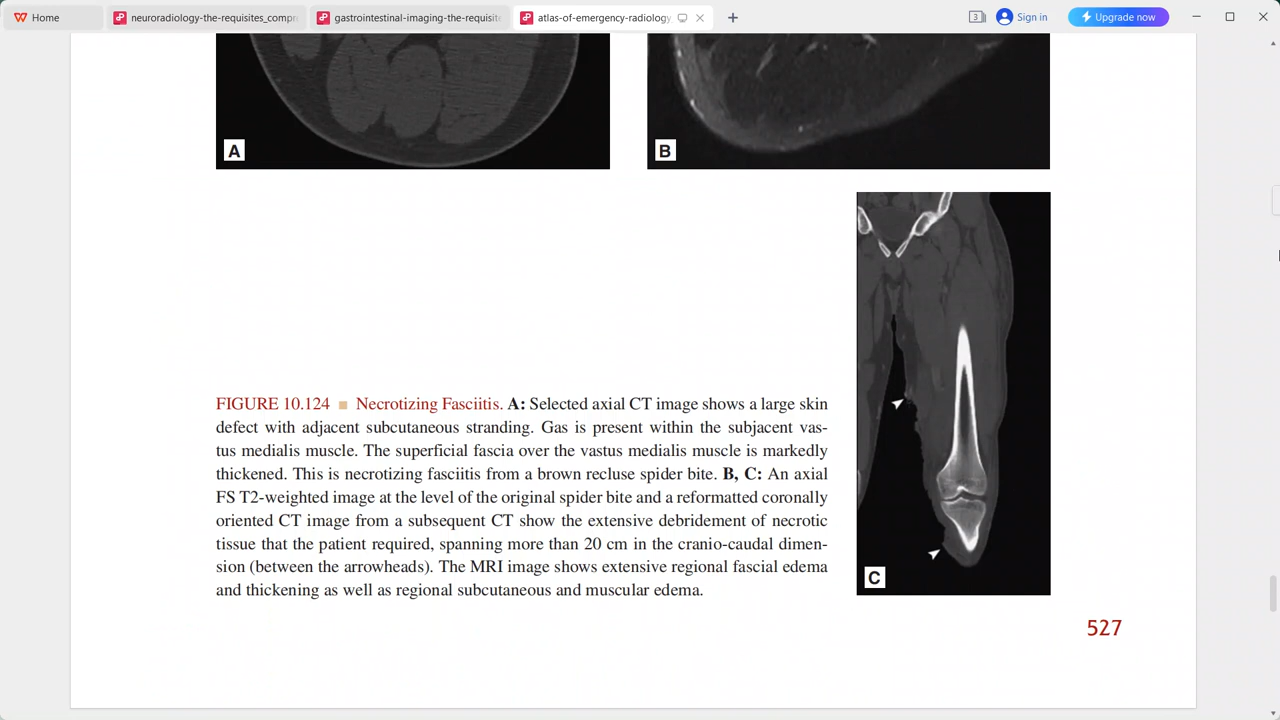 Home
neuroradiology-the-requisites_compr
gastrointestinal-imaging-the-requisite
atlas-of-emergency-radiology
3
Sign in
Upgrade now
A
B
FIGURE 10.124 ■ Necrotizing Fasciitis. A: Selected axial CT image shows a large skin
defect with adjacent subcutaneous stranding. Gas is present within the subjacent vas-
tus medialis muscle. The superficial fascia over the vastus medialis muscle is markedly
thickened. This is necrotizing fasciitis from a brown recluse spider bite. B, C: An axial
FS T2-weighted image at the level of the original spider bite and a reformatted coronally
oriented CT image from a subsequent CT show the extensive debridement of necrotic
tissue that the patient required, spanning more than 20 cm in the cranio-caudal dimen-
sion (between the arrowheads). The MRI image shows extensive regional fascial edema
and thickening as well as regional subcutaneous and muscular edema.
C
527